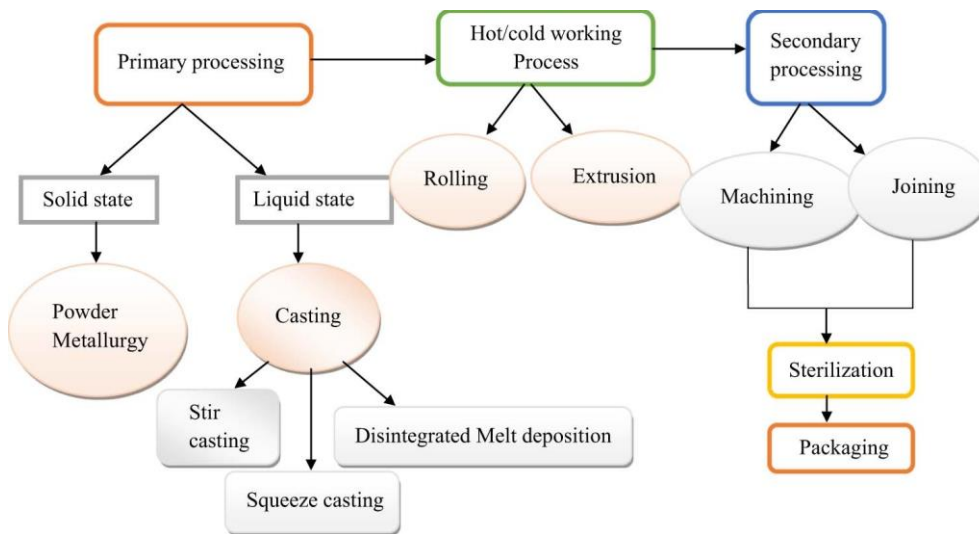 Primary processing
Hot/cold working
Process
Secondary
processing
Solid state
Liquid state
Rolling
Extrusion
Machining
Joining
Powder
Metallurgy
Casting
Stir
casting
Squeeze casting
Disintegrated Melt deposition
Sterilization
Packaging